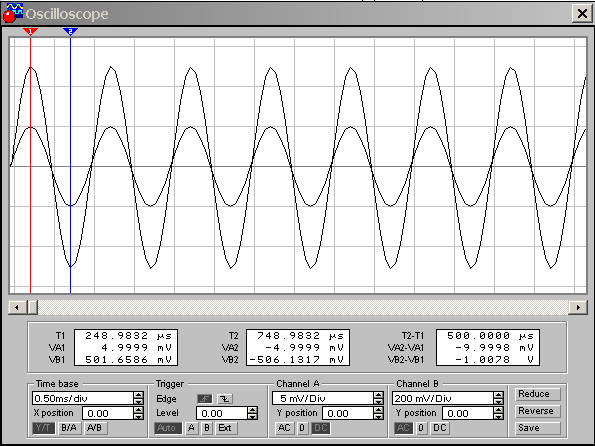 Oscilloscope
1 2
T1 248.9832 µs T2 748.9832 µs T2-T1 500.0000 µs
VA1 4.9999 mV VA2 -4.9999 mV VA2-VA1 -9.9998 mV
VB1 501.6586 mV VB2 -506.1317 mV VB2-VB1 -1.0078 V
Time base Trigger Channel A Channel B Reduce
0.50ms/div Edge 5 mV/Div 200 mV/Div
X position 0.00 Level 0.00 Y position 0.00 Y position 0.00 Reverse
Y/T B/A A/B Auto A B Ext AC 0 DC AC 0 DC Save